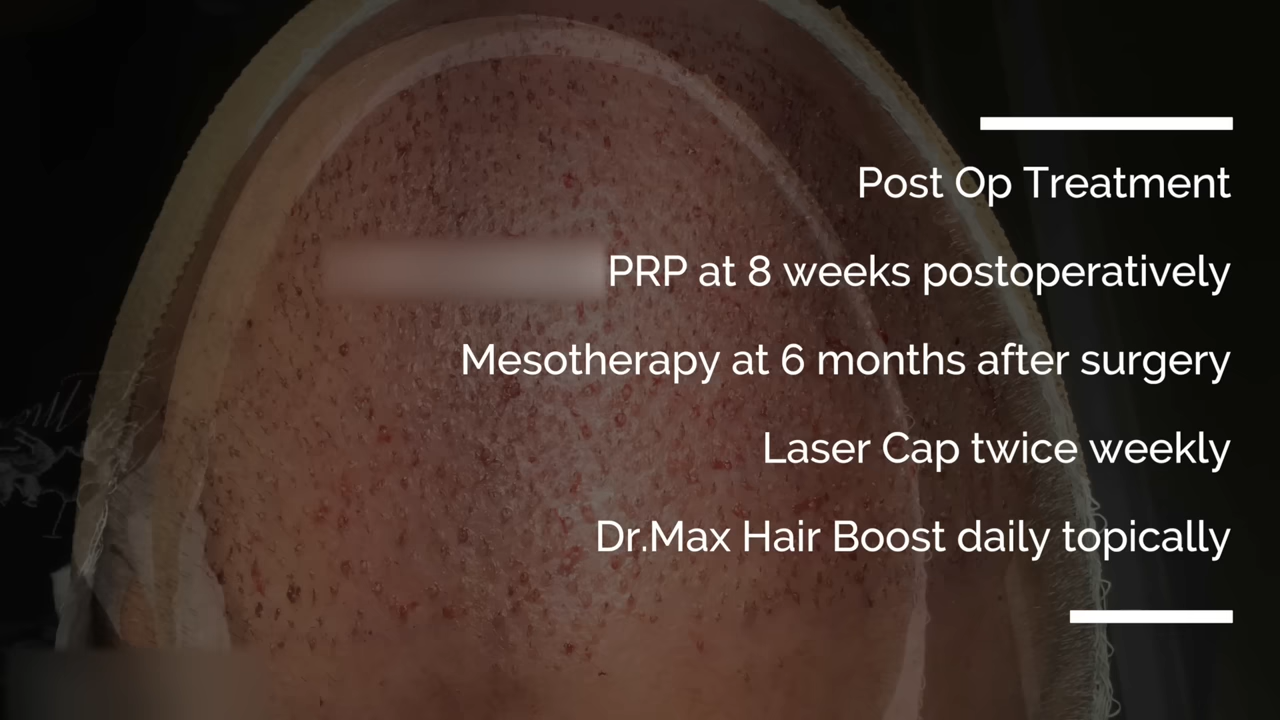 Post Op Treatment
PRP at 8 weeks postoperatively
Mesotherapy at 6 months after surgery
Laser Cap twice weekly
Dr.Max Hair Boost daily topically